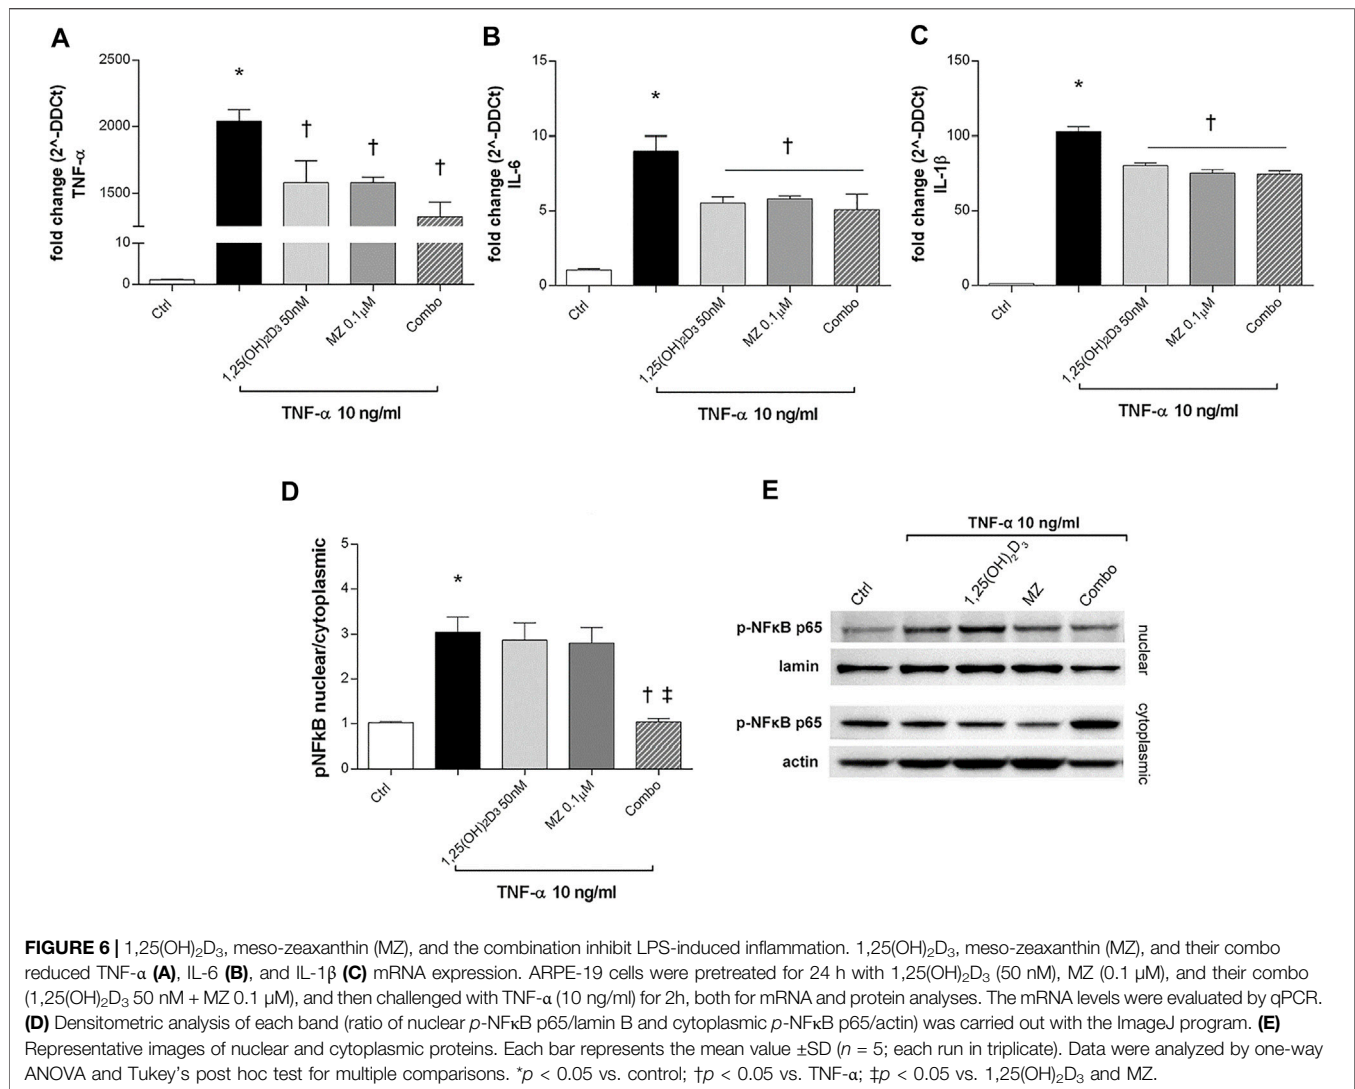 A
fold change (2^-DDCt)
TNF-α
2500
2000
1500
10
0
*
†
†
†
Ctrl
1,25(OH)₂D₃ 50nM
MZ 0.1µM
Combo
TNF-α 10 ng/ml
B
fold change (2^-DDCt)
IL-6
15
10
5
0
*
†
Ctrl
1,25(OH)₂D₃ 50nM
MZ 0.1µM
Combo
TNF-α 10 ng/ml
C
fold change (2^-DDCt)
IL-1β
150
100
50
0
*
†
Ctrl
1,25(OH)₂D₃ 50nM
MZ 0.1µM
Combo
TNF-α 10 ng/ml
D
pNFkB nuclear/cytoplasmic
5
4
3
2
1
0
*
† ‡
Ctrl
1,25(OH)₂D₃ 50nM
MZ 0.1µM
Combo
TNF-α 10 ng/ml
E
TNF-α 10 ng/ml
Ctrl
1,25(OH)₂D₃
MZ
Combo
p-NFκB p65
lamin
nuclear
p-NFκB p65
actin
cytoplasmic
FIGURE 6 | 1,25(OH)₂D₃, meso-zeaxanthin (MZ), and the combination inhibit LPS-induced inflammation. 1,25(OH)₂D₃, meso-zeaxanthin (MZ), and their combo
reduced TNF-α (A), IL-6 (B), and IL-1β (C) mRNA expression. ARPE-19 cells were pretreated for 24 h with 1,25(OH)₂D₃ (50 nM), MZ (0.1 µM), and their combo
(1,25(OH)₂D₃ 50 nM + MZ 0.1 µM), and then challenged with TNF-α (10 ng/ml) for 2h, both for mRNA and protein analyses. The mRNA levels were evaluated by qPCR.
(D) Densitometric analysis of each band (ratio of nuclear p-NFκB p65/lamin B and cytoplasmic p-NFκB p65/actin) was carried out with the ImageJ program. (E)
Representative images of nuclear and cytoplasmic proteins. Each bar represents the mean value ±SD (n = 5; each run in triplicate). Data were analyzed by one-way
ANOVA and Tukey's post hoc test for multiple comparisons. *p < 0.05 vs. control; †p < 0.05 vs. TNF-α; ‡p < 0.05 vs. 1,25(OH)₂D₃ and MZ.